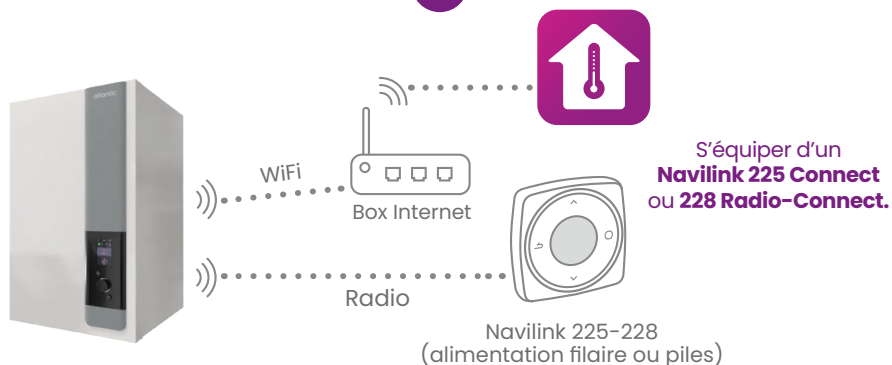 atlantic
WiFi
Box Internet
S'équiper d'un
Navilink 225 Connect
ou 228 Radio-Connect.
Radio
Navilink 225-228
(alimentation filaire ou piles)